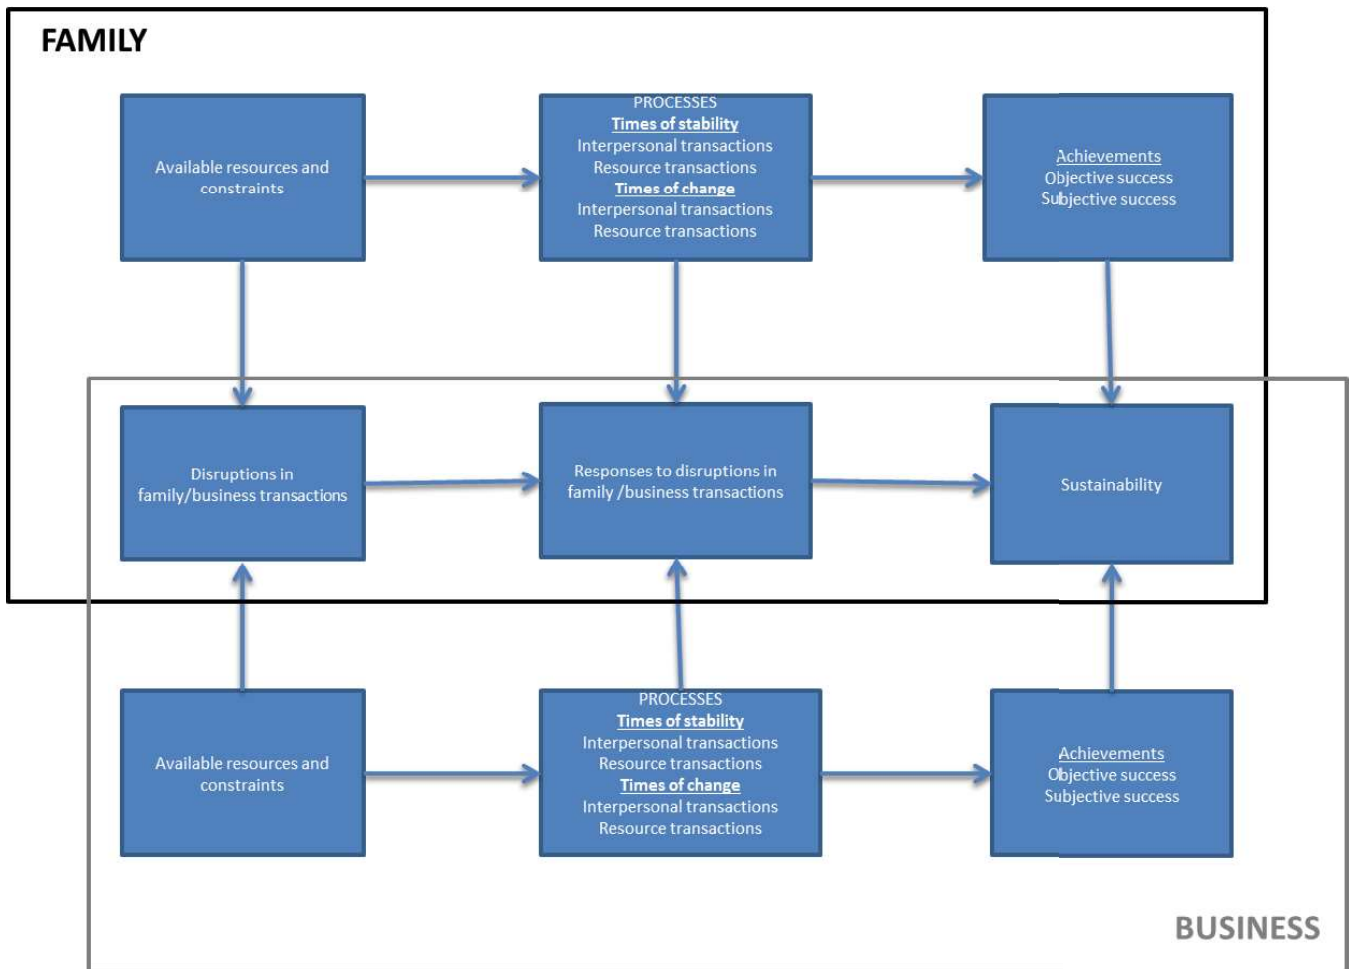 FAMILY
Available resources and
constraints
PROCESSES
Times of stability
Interpersonal transactions
Resource transactions
Times of change
Interpersonal transactions
Resource transactions
Achievements
Objective success
Subjective success
Disruptions in
family/business transactions
Responses to disruptions in
family /business transactions
Sustainability
Available resources and
constraints
PROCESSES
Times of stability
Interpersonal transactions
Resource transactions
Times of change
Interpersonal transactions
Resource transactions
Achievements
Objective success
Subjective success
BUSINESS